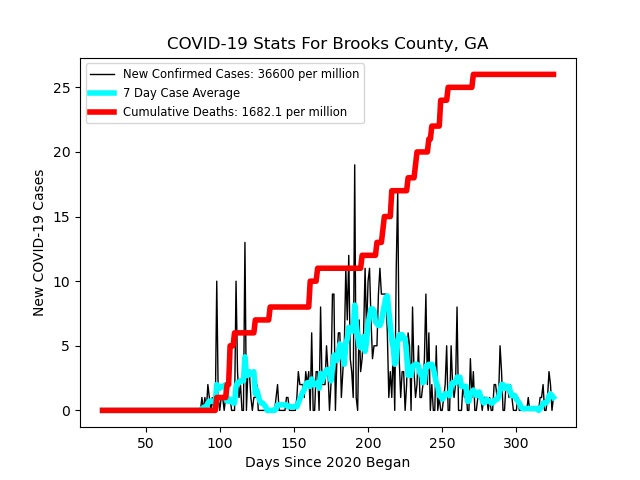 COVID-19 Stats For Brooks County, GA
New Confirmed Cases: 36600 per million
7 Day Case Average
Cumulative Deaths: 1682.1 per million
New COVID-19 Cases
25
20
15
10
5
0
50 100 150 200 250 300
Days Since 2020 Began